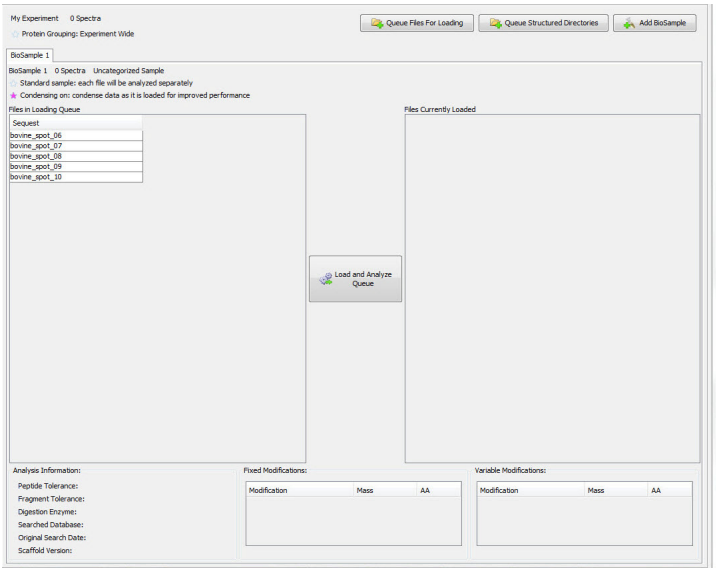 My Experiment 0 Spectra
Queue Files For Loading
Queue Structured Directories
Add BioSample
Protein Grouping: Experiment Wide
BioSample 1
BioSample 1 0 Spectra Uncategorized Sample
Standard sample: each file will be analyzed separately
Condensing on: condense data as it is loaded for improved performance
Files in Loading Queue
Files Currently Loaded
Sequest
bovine_spot_06
bovine_spot_07
bovine_spot_08
bovine_spot_09
bovine_spot_10
Load and Analyze
Queue
Analysis Information:
Peptide Tolerance:
Fragment Tolerance:
Digestion Enzyme:
Searched Database:
Original Search Date:
Scaffold Version:
Fixed Modifications:
Modification Mass AA
Variable Modifications:
Modification Mass AA